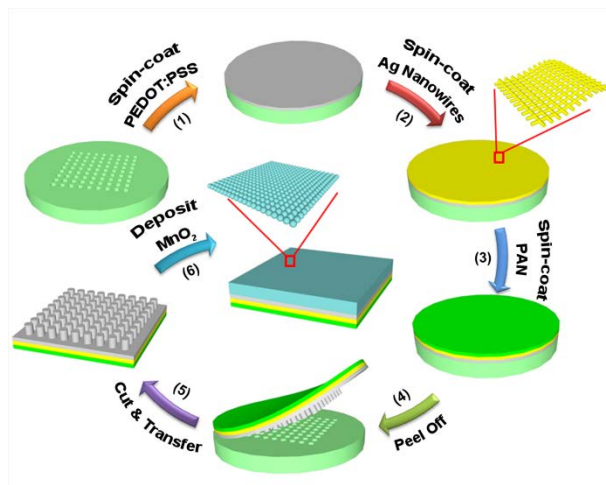 Spin-coat
PEDOT:PSS
(1)
Spin-coat
Ag Nanowires
(2)
Spin-coat
PAN
(3)
(4)
Peel Off
(5)
Cut & Transfer
Deposit
MnO₂
(6)